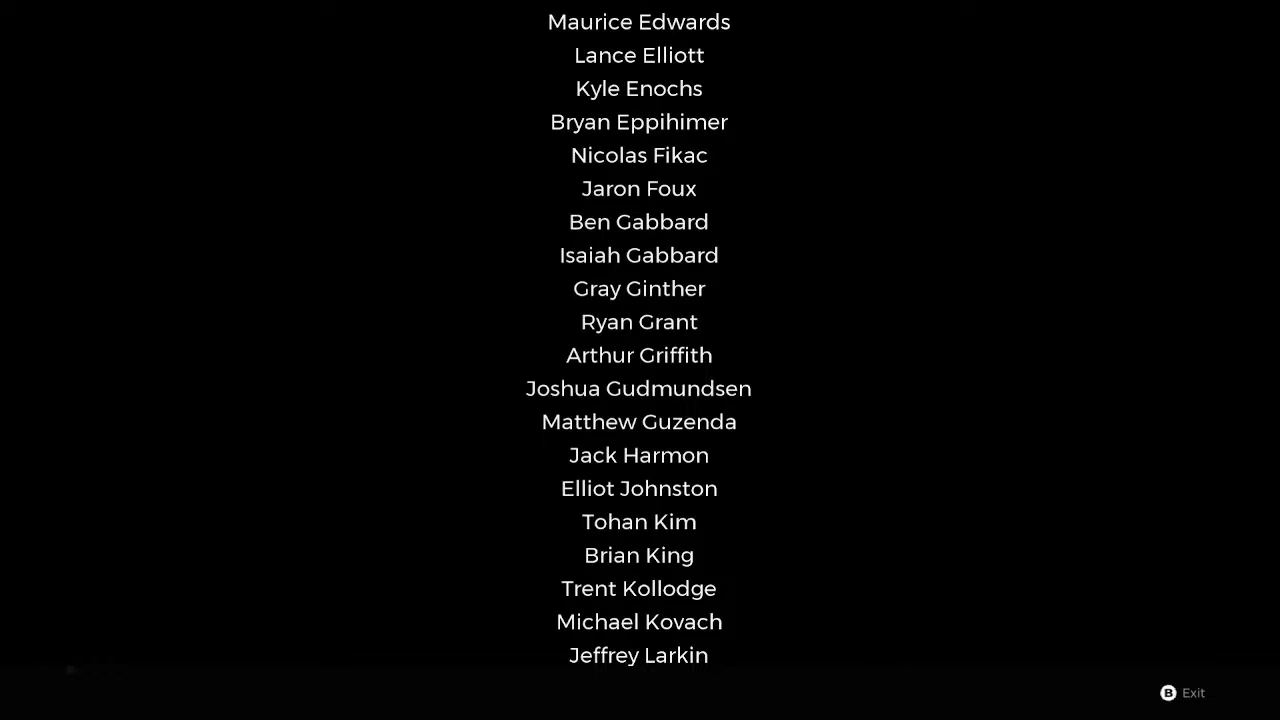 Maurice Edwards
Lance Elliott
Kyle Enochs
Bryan Eppihimer
Nicolas Fikac
Jaron Foux
Ben Gabbard
Isaiah Gabbard
Gray Ginther
Ryan Grant
Arthur Griffith
Joshua Gudmundsen
Matthew Guzenda
Jack Harmon
Elliot Johnston
Tohan Kim
Brian King
Trent Kollodge
Michael Kovach
Jeffrey Larkin
B Exit